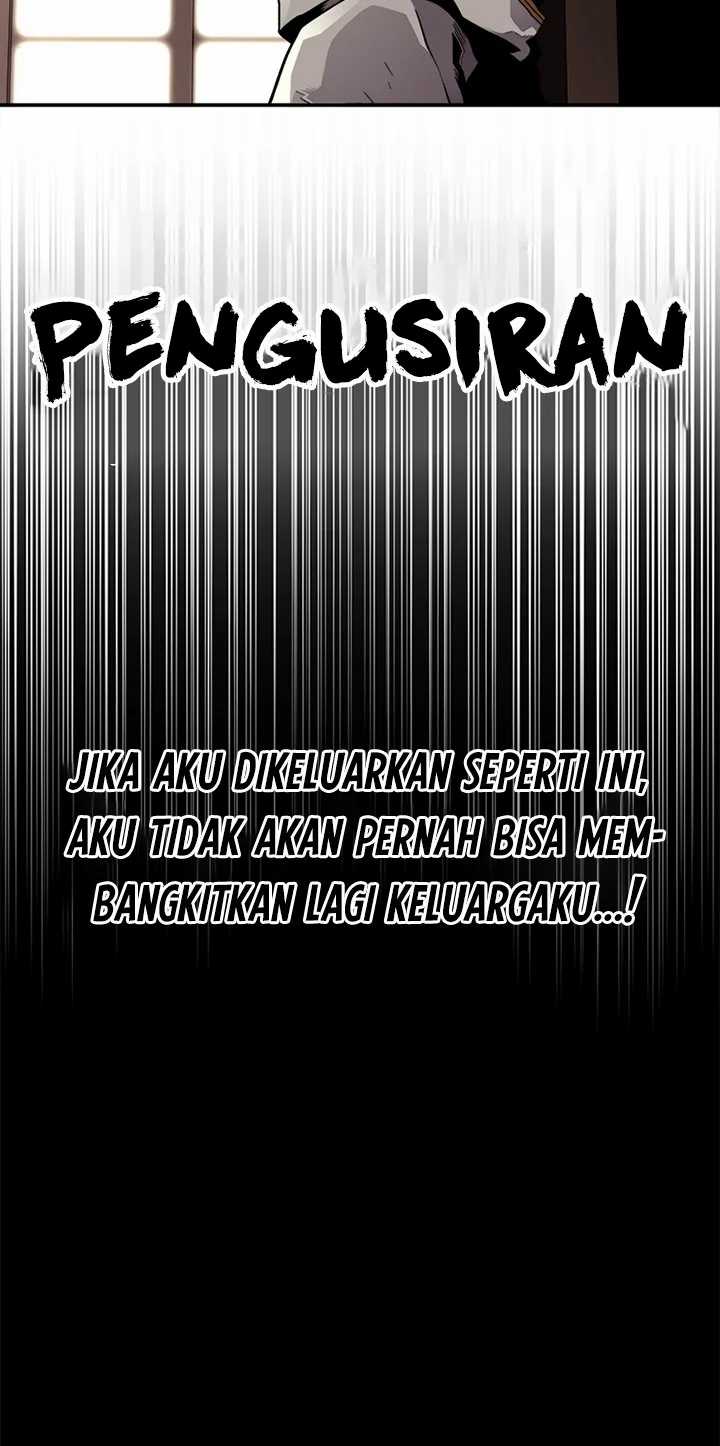 PENGUSIRAN
JIKA AKU DIKELUARKAN SEPERTI INI,
AKU TIDAK AKAN PERNAH BISA MEM-
BANGKITKAN LAGI KELUARGAKU...!